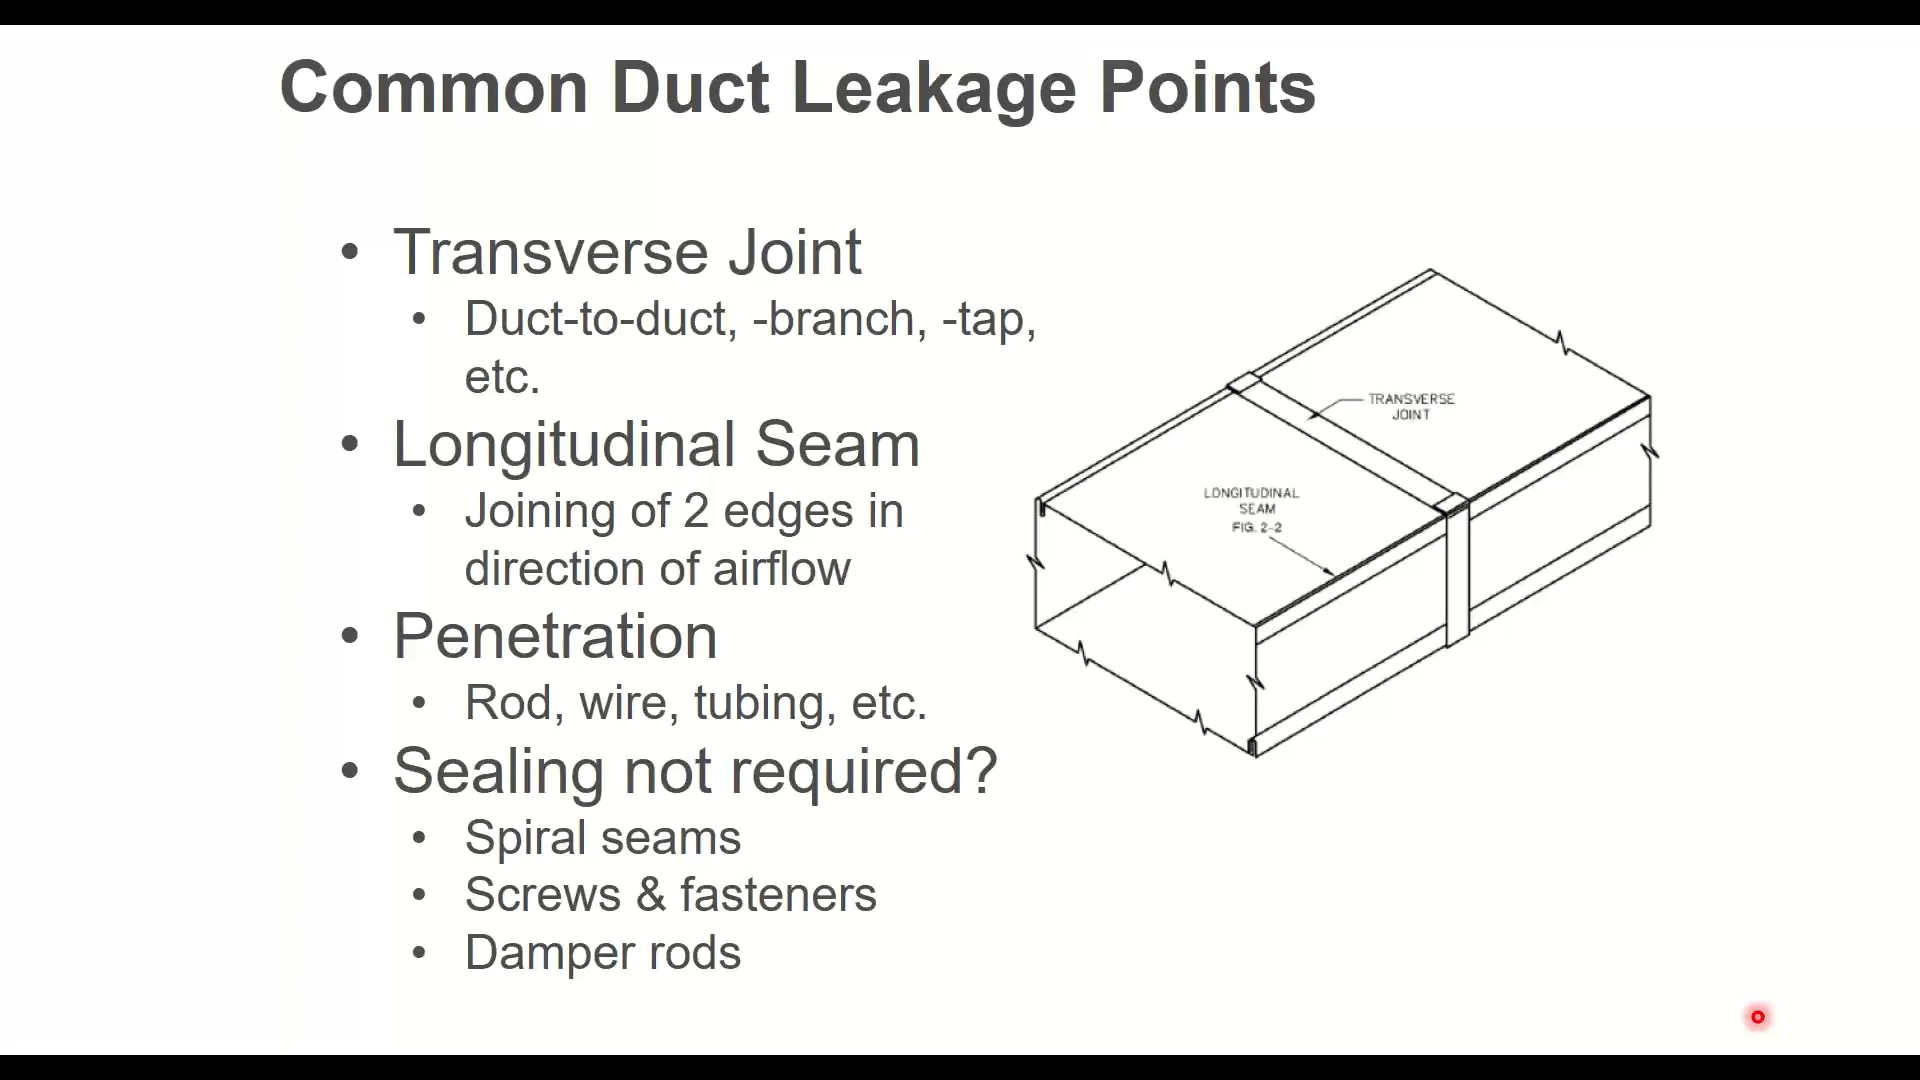 Common Duct Leakage Points
• Transverse Joint
• Duct-to-duct, -branch, -tap,
etc.
• Longitudinal Seam
• Joining of 2 edges in
direction of airflow
• Penetration
• Rod, wire, tubing, etc.
• Sealing not required?
• Spiral seams
• Screws & fasteners
• Damper rods
TRANSVERSE
JOINT
LONGITUDINAL
SEAM
FIG. 2-2